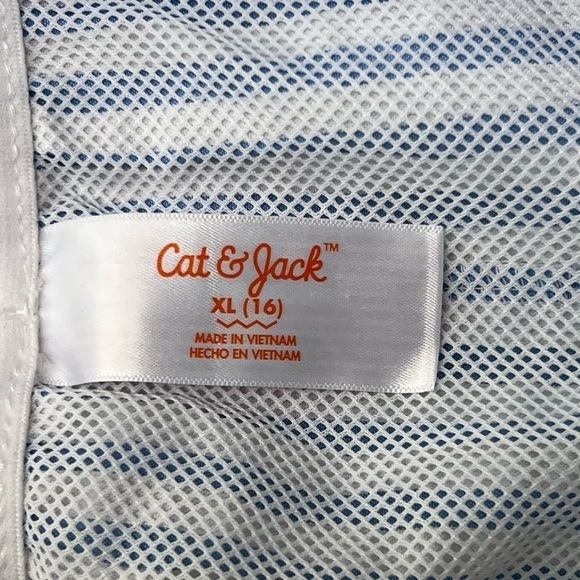 Cat & Jack™
XL (16)
MADE IN VIETNAM
HECHO EN VIETNAM